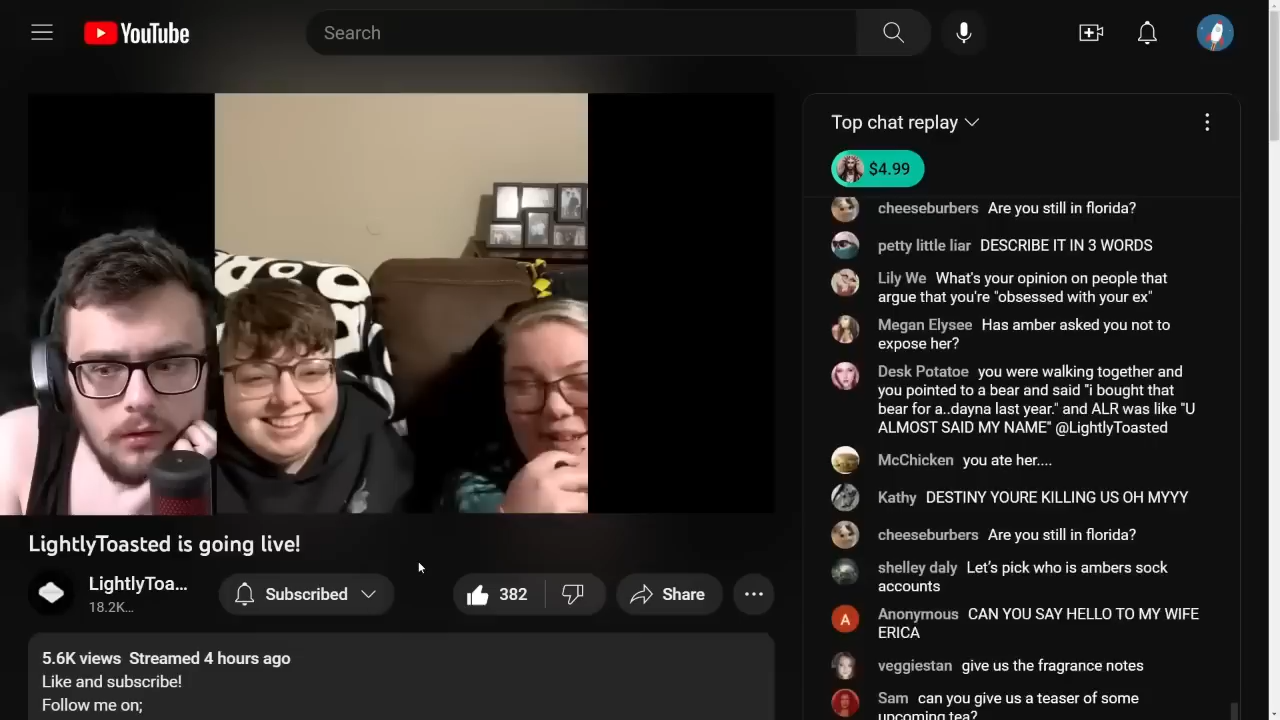 YouTube
Search
Top chat replay
$4.99
cheeseburbers Are you still in florida?
petty little liar DESCRIBE IT IN 3 WORDS
Lily We What's your opinion on people that
argue that you're "obsessed with your ex"
Megan Elysee Has amber asked you not to
expose her?
Desk Potatoe you were walking together and
you pointed to a bear and said "i bought that
bear for a..dayna last year." and ALR was like "U
ALMOST SAID MY NAME" @LightlyToasted
McChicken you ate her....
Kathy DESTINY YOURE KILLING US OH MYYY
cheeseburbers Are you still in florida?
shelley daly Let's pick who is ambers sock
accounts
A
Anonymous CAN YOU SAY HELLO TO MY WIFE
ERICA
veggiestan give us the fragrance notes
Sam can you give us a teaser of some
upcoming tea?
LightlyToasted is going live!
LightlyToa...
18.2K...
Subscribed
382
Share
5.6K views Streamed 4 hours ago
Like and subscribe!
Follow me on;